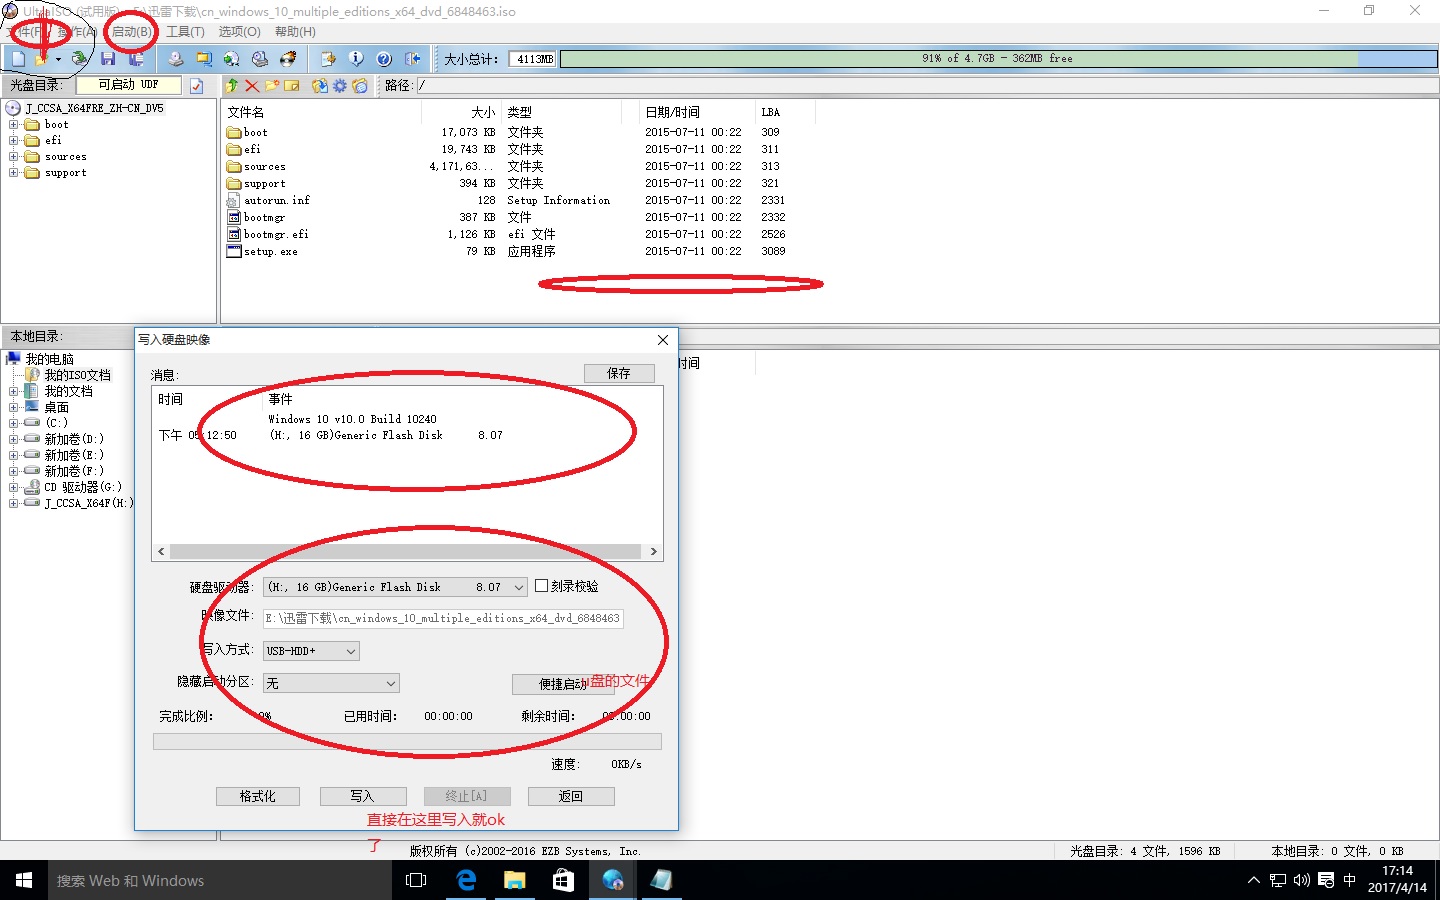 UltraISO (试用版) - E:\迅雷下载\cn_windows_10_multiple_editions_x64_dvd_6848463.iso
文件(F) 操作(A) 启动(B) 工具(T) 选项(O) 帮助(H)
大小总计: 4113MB 91% of 4.7GB - 362MB free
光盘目录: 可启动 UDF 路径: /
J_CCSA_X64FRE_ZH-CN_DV5
boot
efi
sources
support
文件名 大小 类型 日期/时间 LBA
boot 17,073 KB 文件夹 2015-07-11 00:22 309
efi 19,743 KB 文件夹 2015-07-11 00:22 311
sources 4,171,63... 文件夹 2015-07-11 00:22 313
support 394 KB 文件夹 2015-07-11 00:22 321
autorun.inf 128 Setup Information 2015-07-11 00:22 2331
bootmgr 387 KB 文件 2015-07-11 00:22 2332
bootmgr.efi 1,126 KB efi 文件 2015-07-11 00:22 2526
setup.exe 79 KB 应用程序 2015-07-11 00:22 3089
本地目录:
我的电脑
我的ISO文档
我的文档
桌面
(C:)
新加卷(D:)
新加卷(E:)
新加卷(F:)
CD 驱动器(G:)
J_CCSA_X64F(H:)
时间
写入硬盘映像
消息: 保存
时间 事件
Windows 10 v10.0 Build 10240
下午 05:12:50 (H:, 16 GB)Generic Flash Disk 8.07
硬盘驱动器: (H:, 16 GB)Generic Flash Disk 8.07 刻录校验
映像文件: E:\迅雷下载\cn_windows_10_multiple_editions_x64_dvd_6848463
写入方式: USB-HDD+
隐藏启动分区: 无 便捷启动
u盘的文件
完成比例: 0% 已用时间: 00:00:00 剩余时间: 00:00:00
速度: 0KB/s
格式化 写入 终止[A] 返回
直接在这里写入就ok
了
版权所有 (c)2002-2016 EZB Systems, Inc. 光盘目录: 4 文件, 1596 KB 本地目录: 0 文件, 0 KB
搜索 Web 和 Windows
中 17:14
2017/4/14